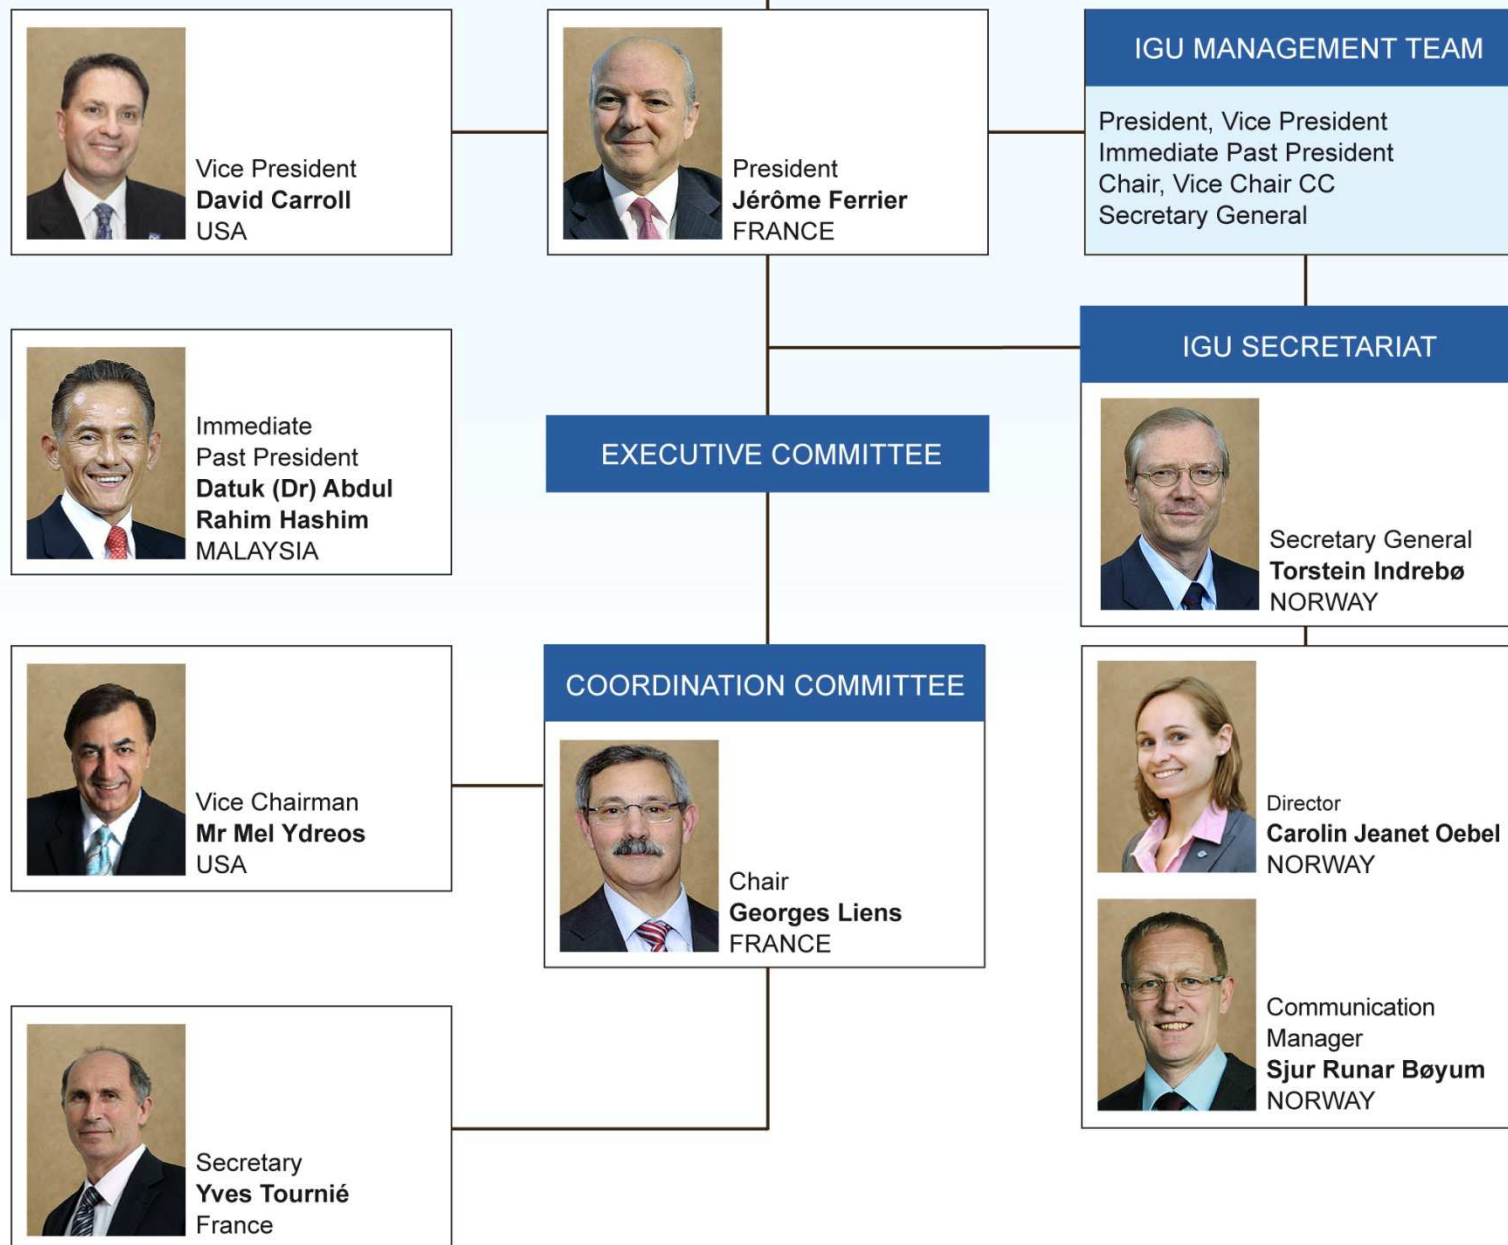 Vice President
David Carroll
USA
President
Jérôme Ferrier
FRANCE
IGU MANAGEMENT TEAM
President, Vice President
Immediate Past President
Chair, Vice Chair CC
Secretary General
Immediate
Past President
Datuk (Dr) Abdul
Rahim Hashim
MALAYSIA
EXECUTIVE COMMITTEE
IGU SECRETARIAT
Secretary General
Torstein Indrebø
NORWAY
Vice Chairman
Mr Mel Ydreos
USA
COORDINATION COMMITTEE
Chair
Georges Liens
FRANCE
Director
Carolin Jeanet Oebel
NORWAY
Communication
Manager
Sjur Runar Bøyum
NORWAY
Secretary
Yves Tournié
France